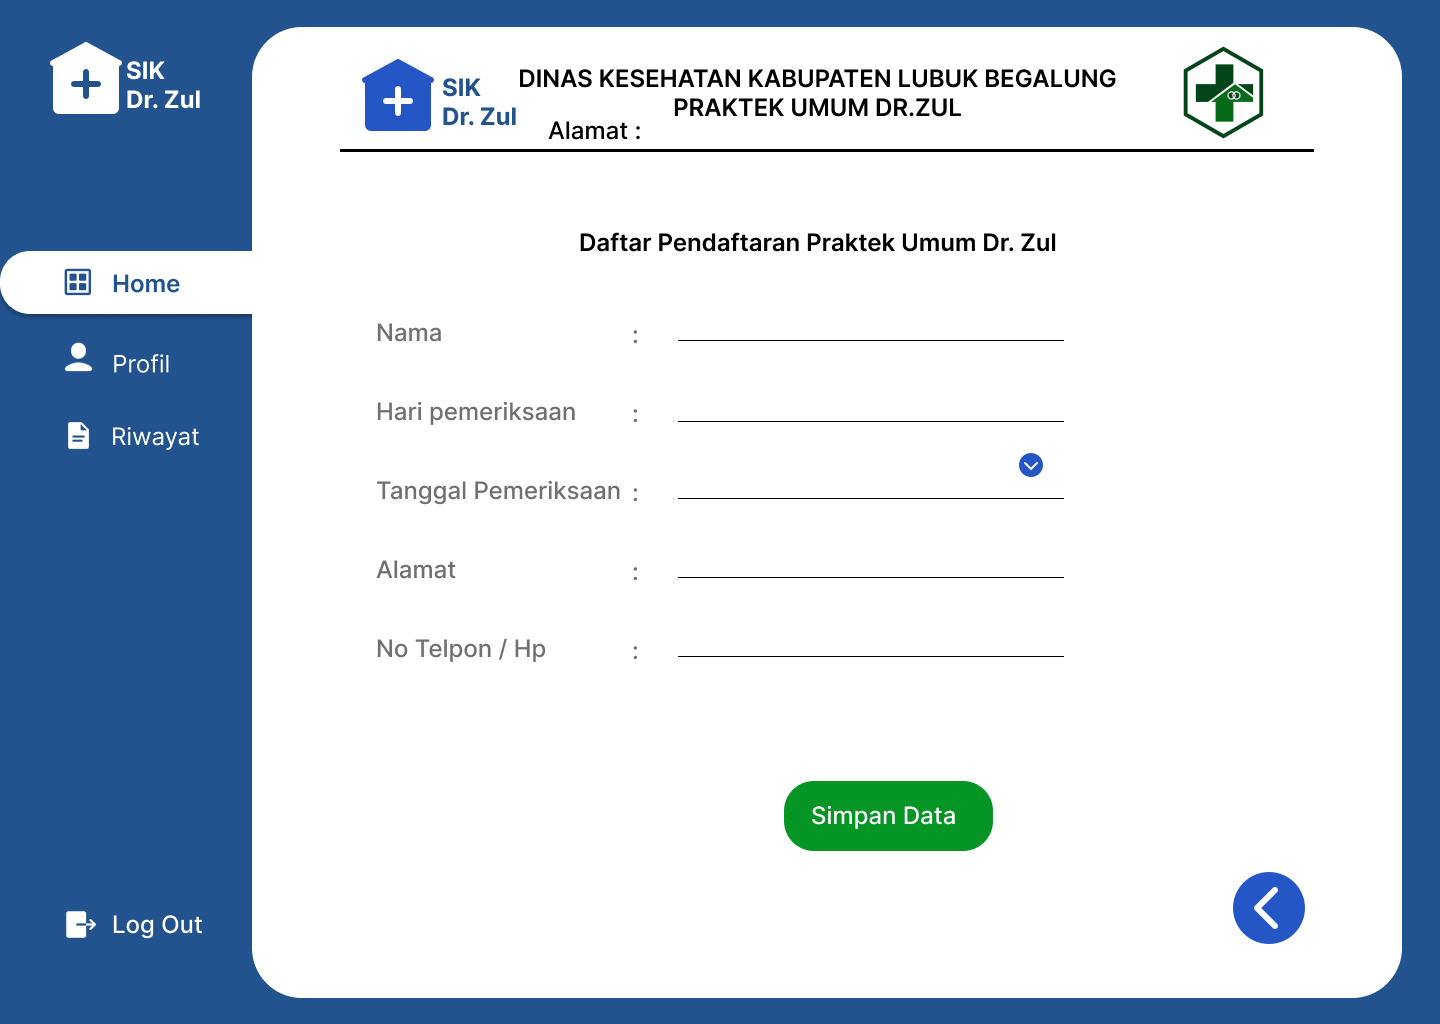 SIK
Dr. Zul
Home
Profil
Riwayat
Log Out
SIK
Dr. Zul
DINAS KESEHATAN KABUPATEN LUBUK BEGALUNG
PRAKTEK UMUM DR.ZUL
Alamat :
Daftar Pendaftaran Praktek Umum Dr. Zul
Nama :
Hari pemeriksaan :
Tanggal Pemeriksaan :
Alamat :
No Telpon / Hp :
Simpan Data